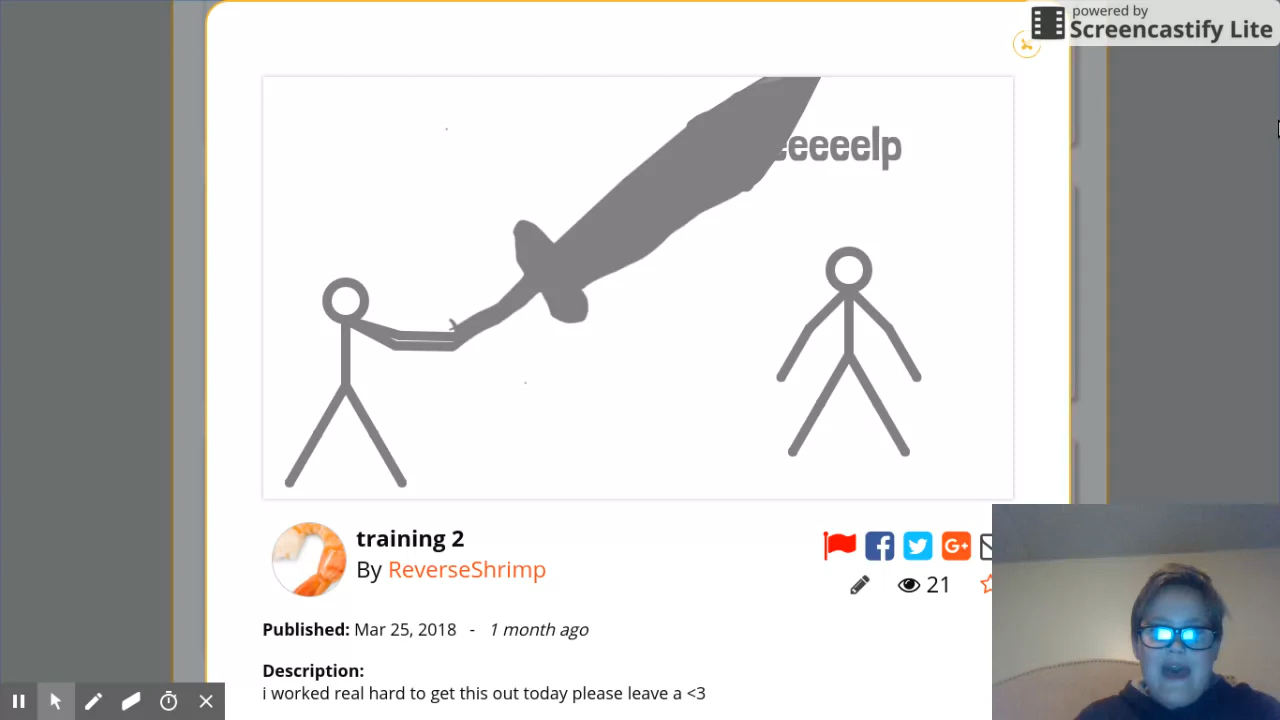 powered by
Screencastify Lite
eeeeelp
training 2
By ReverseShrimp
21
Published: Mar 25, 2018 - 1 month ago
Description:
i worked real hard to get this out today please leave a <3